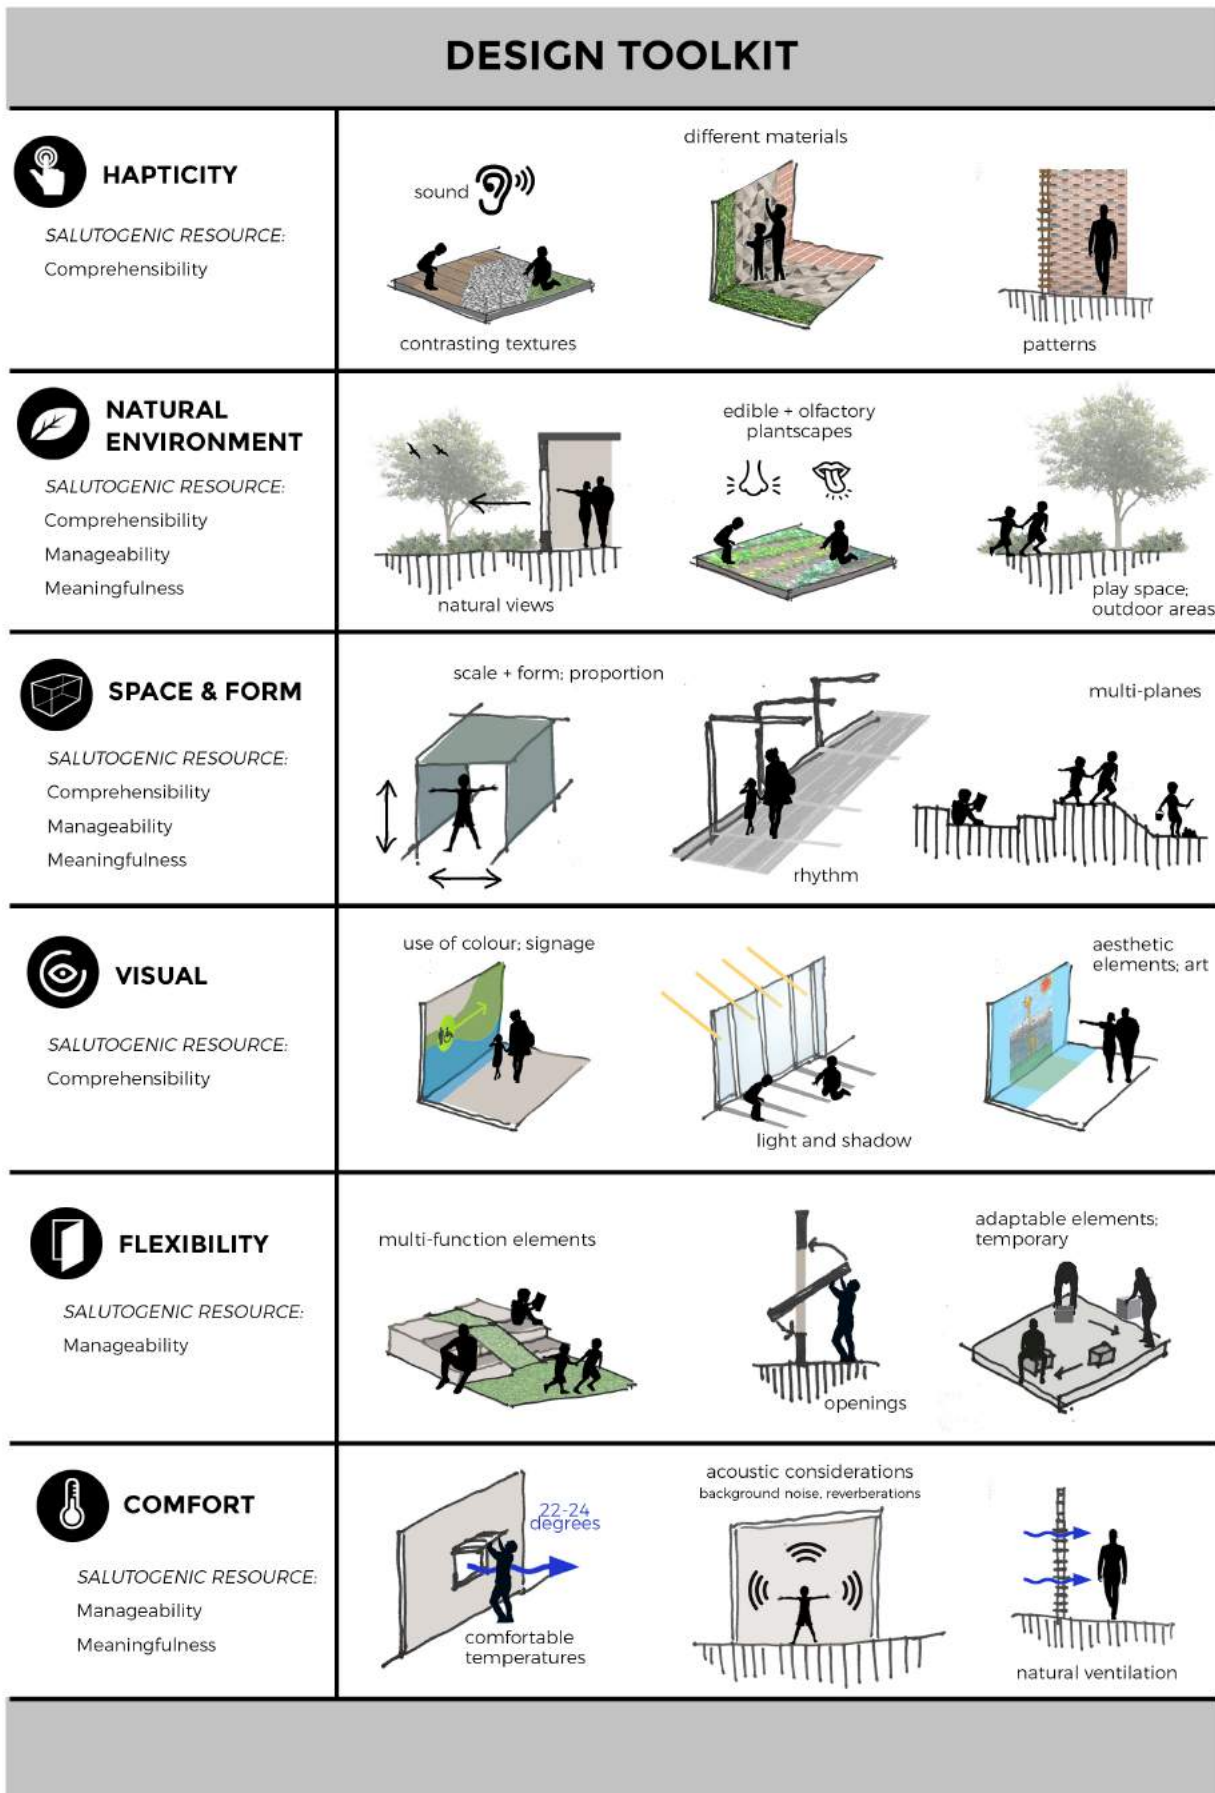 DESIGN TOOLKIT
HAPTICITY
SALUTOGENIC RESOURCE:
Comprehensibility
sound
contrasting textures
different materials
patterns
NATURAL
ENVIRONMENT
SALUTOGENIC RESOURCE:
Comprehensibility
Manageability
Meaningfulness
natural views
edible + olfactory
plantscapes
play space;
outdoor areas
SPACE & FORM
SALUTOGENIC RESOURCE:
Comprehensibility
Manageability
Meaningfulness
scale + form; proportion
rhythm
multi-planes
VISUAL
SALUTOGENIC RESOURCE:
Comprehensibility
use of colour; signage
light and shadow
aesthetic
elements; art
FLEXIBILITY
SALUTOGENIC RESOURCE:
Manageability
multi-function elements
openings
adaptable elements;
temporary
COMFORT
SALUTOGENIC RESOURCE:
Manageability
Meaningfulness
22-24
degrees
comfortable
temperatures
acoustic considerations
background noise, reverberations
natural ventilation